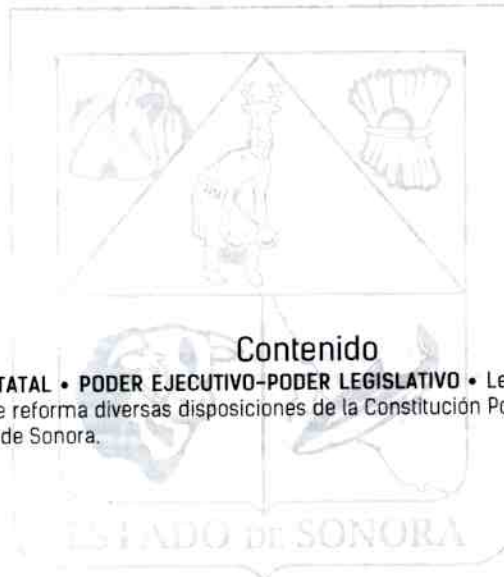 Contenido
TATAL • PODER EJECUTIVO-PODER LEGISLATIVO • Le
e reforma diversas disposiciones de la Constitución Po
de Sonora.
ESTADO DE SONORA